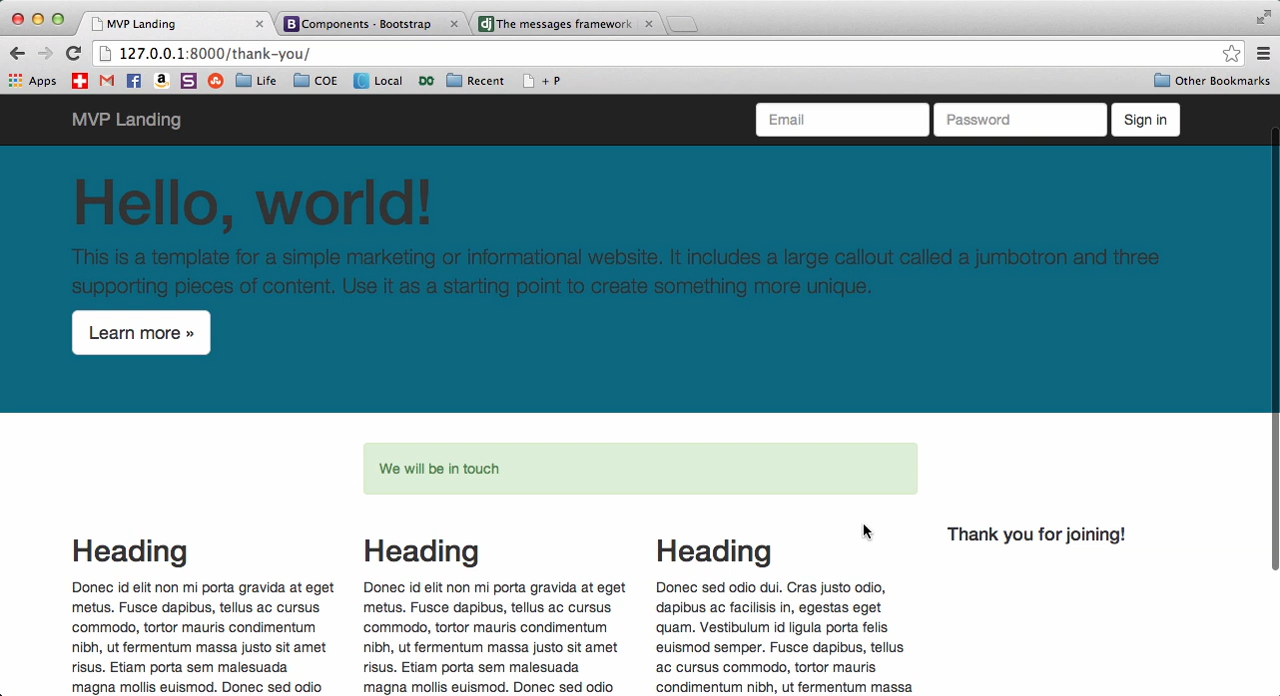 MVP Landing
Components - Bootstrap
The messages framework
127.0.0.1:8000/thank-you/
Apps
Life
COE
Local
DO
Recent
+ P
Other Bookmarks
MVP Landing
Email
Password
Sign in
Hello, world!
This is a template for a simple marketing or informational website. It includes a large callout called a jumbotron and three
supporting pieces of content. Use it as a starting point to create something more unique.
Learn more »
We will be in touch
Heading
Donec id elit non mi porta gravida at eget
metus. Fusce dapibus, tellus ac cursus
commodo, tortor mauris condimentum
nibh, ut fermentum massa justo sit amet
risus. Etiam porta sem malesuada
magna mollis euismod. Donec sed odio
Heading
Donec id elit non mi porta gravida at eget
metus. Fusce dapibus, tellus ac cursus
commodo, tortor mauris condimentum
nibh, ut fermentum massa justo sit amet
risus. Etiam porta sem malesuada
magna mollis euismod. Donec sed odio
Heading
Donec sed odio dui. Cras justo odio,
dapibus ac facilisis in, egestas eget
quam. Vestibulum id ligula porta felis
euismod semper. Fusce dapibus, tellus
ac cursus commodo, tortor mauris
condimentum nibh, ut fermentum massa
Thank you for joining!